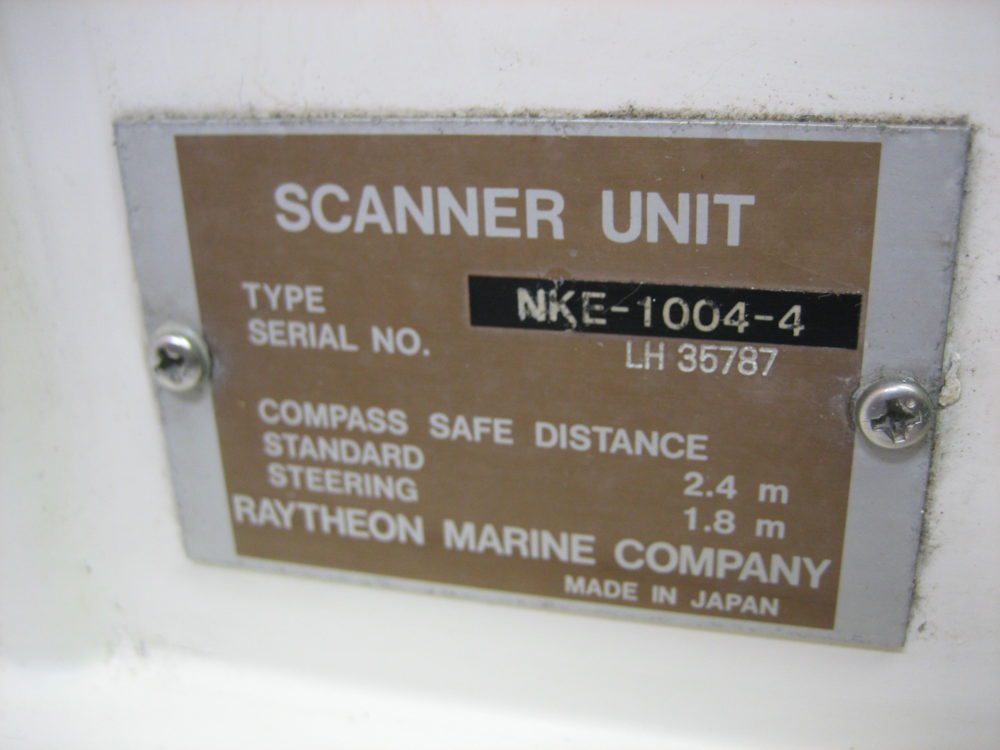 SCANNER UNIT
TYPE NKE-1004-4
SERIAL NO. LH 35787
COMPASS SAFE DISTANCE
STANDARD 2.4 m
STEERING 1.8 m
RAYTHEON MARINE COMPANY
MADE IN JAPAN